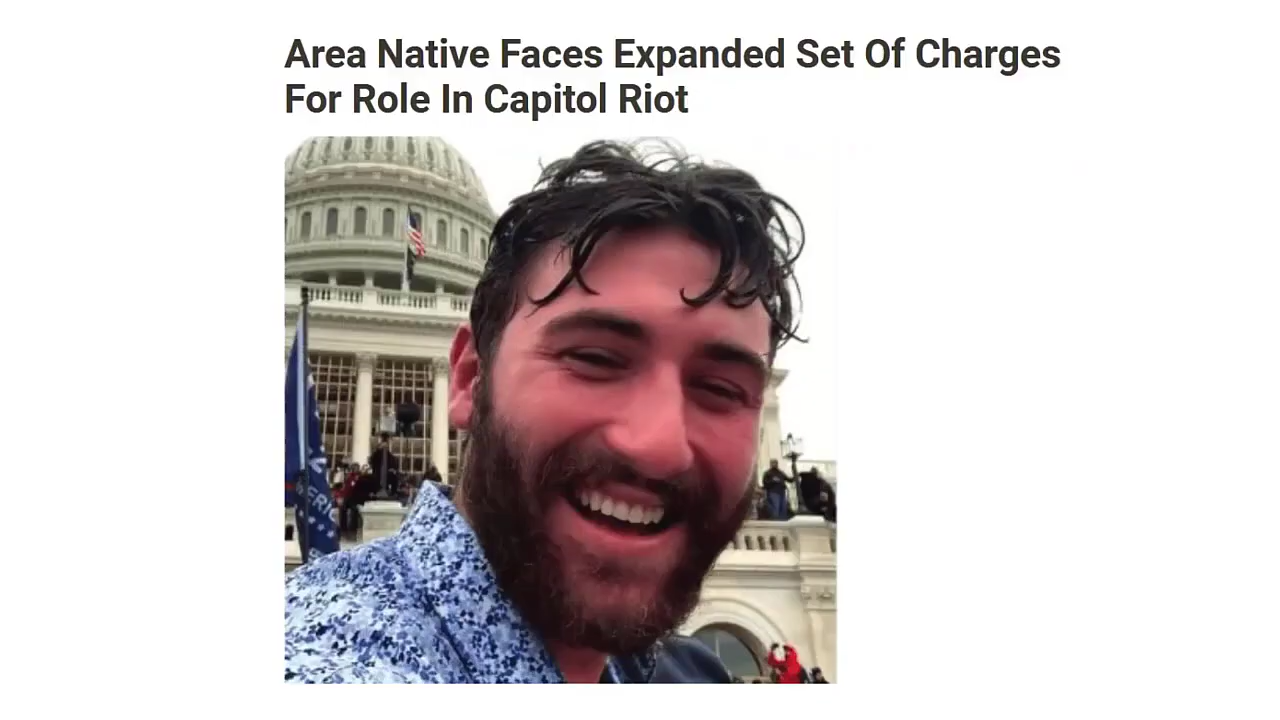 Area Native Faces Expanded Set Of Charges
For Role In Capitol Riot